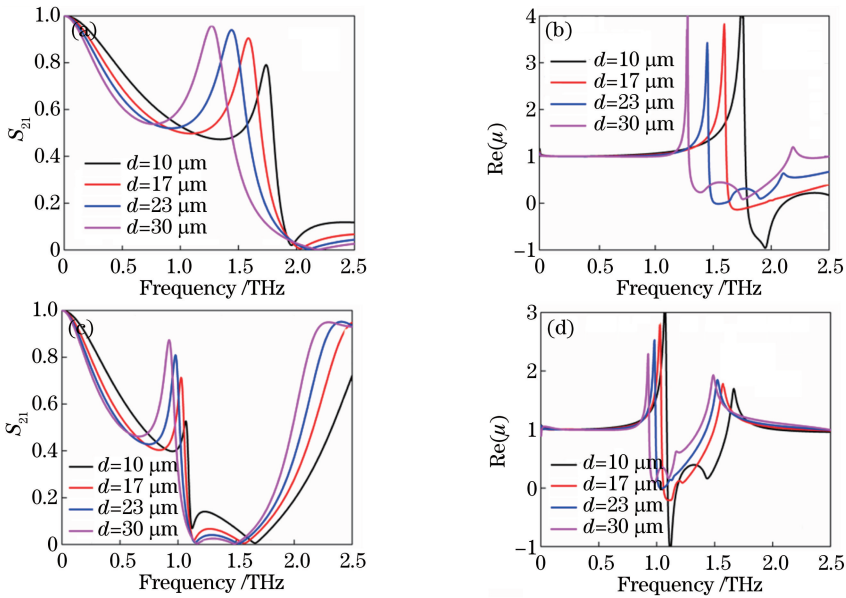 (a)
1.0
0.8
0.6
0.4
0.2
0
S21
d=10 μm
d=17 μm
d=23 μm
d=30 μm
0 0.5 1.0 1.5 2.0 2.5
Frequency /THz
(b)
4
3
2
1
0
−1
Re(μ)
d=10 μm
d=17 μm
d=23 μm
d=30 μm
0 0.5 1.0 1.5 2.0 2.5
Frequency /THz
(c)
1.0
0.8
0.6
0.4
0.2
0
S21
d=10 μm
d=17 μm
d=23 μm
d=30 μm
0 0.5 1.0 1.5 2.0 2.5
Frequency /THz
(d)
3
2
1
0
−1
Re(μ)
d=10 μm
d=17 μm
d=23 μm
d=30 μm
0 0.5 1.0 1.5 2.0 2.5
Frequency /THz